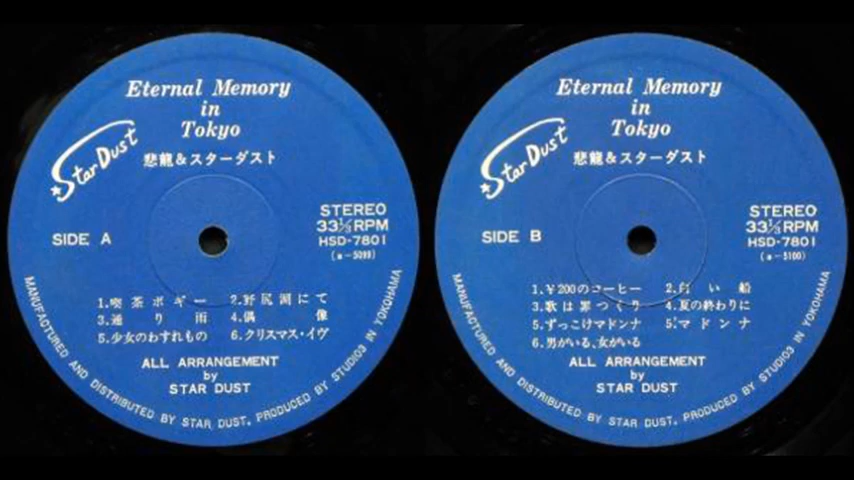 Eternal Memory
in
Tokyo
Star Dust
悲龍&スターダスト
STEREO
33⅓RPM
SIDE A
HSD-7801
1.喫茶ボギー 2.野尻湖にて
3.通り雨 4.偶像
5.少女のわすれもの 6.クリスマス・イヴ
ALL ARRANGEMENT
by
STAR DUST
MANUFACTURED AND DISTRIBUTED BY STAR DUST. PRODUCED BY STUDIO3 IN YOKOHAMA
Eternal Memory
in
Tokyo
Star Dust
悲龍&スターダスト
STEREO
33⅓RPM
SIDE B
HSD-7801
(a-5100)
1.¥200のコーヒー 2.白い船
3.歌は罪つくり 4.夏の終わりに
5.ずっこけマドンナ 5.'マドンナ
6.男がいる、女がいる
ALL ARRANGEMENT
by
STAR DUST
MANUFACTURED AND DISTRIBUTED BY STAR DUST. PRODUCED BY STUDIO3 IN YOKOHAMA